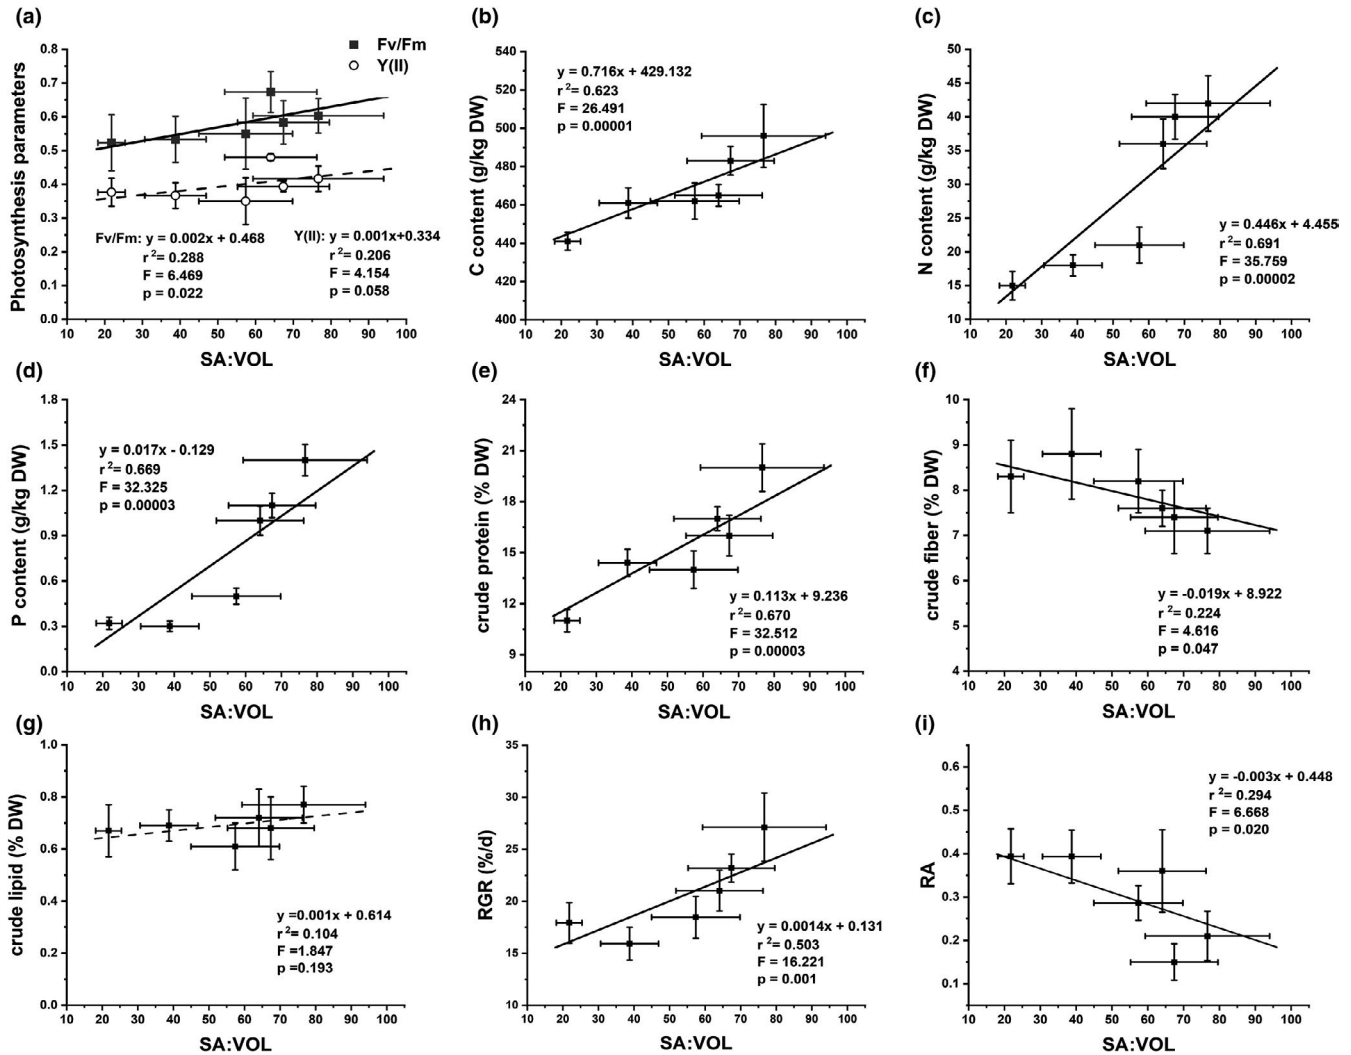 (a)
Fv/Fm
Y(II)
Photosynthesis parameters
0.8
0.7
0.6
0.5
0.4
0.3
0.2
0.1
0.0
Fv/Fm: y = 0.002x + 0.468
r²= 0.288
F = 6.469
p = 0.022
Y(II): y = 0.001x+0.334
r²= 0.206
F = 4.154
p = 0.058
10 20 30 40 50 60 70 80 90 100
SA:VOL
(b)
C content (g/kg DW)
540
520
500
480
460
440
420
400
y = 0.716x + 429.132
r²= 0.623
F = 26.491
p = 0.00001
10 20 30 40 50 60 70 80 90 100
SA:VOL
(c)
N content (g/kg DW)
50
45
40
35
30
25
20
15
10
y = 0.446x + 4.455
r²= 0.691
F = 35.759
p = 0.00002
10 20 30 40 50 60 70 80 90 100
SA:VOL
(d)
P content (g/kg DW)
1.8
1.5
1.2
0.9
0.6
0.3
0.0
y = 0.017x - 0.129
r²= 0.669
F = 32.325
p = 0.00003
10 20 30 40 50 60 70 80 90 100
SA:VOL
(e)
crude protein (% DW)
24
21
18
15
12
9
y = 0.113x + 9.236
r²= 0.670
F = 32.512
p = 0.00003
10 20 30 40 50 60 70 80 90 100
SA:VOL
(f)
crude fiber (% DW)
10
9
8
7
6
5
4
y = -0.019x + 8.922
r²= 0.224
F = 4.616
p = 0.047
10 20 30 40 50 60 70 80 90 100
SA:VOL
(g)
crude lipid (% DW)
1.0
0.8
0.6
0.4
0.2
0.0
y =0.001x + 0.614
r²= 0.104
F =1.847
p =0.193
10 20 30 40 50 60 70 80 90 100
SA:VOL
(h)
RGR (%/d)
35
30
25
20
15
10
y = 0.0014x + 0.131
r²= 0.503
F = 16.221
p = 0.001
10 20 30 40 50 60 70 80 90 100
SA:VOL
(i)
RA
0.6
0.5
0.4
0.3
0.2
0.1
y = -0.003x + 0.448
r²= 0.294
F = 6.668
p = 0.020
10 20 30 40 50 60 70 80 90 100
SA:VOL